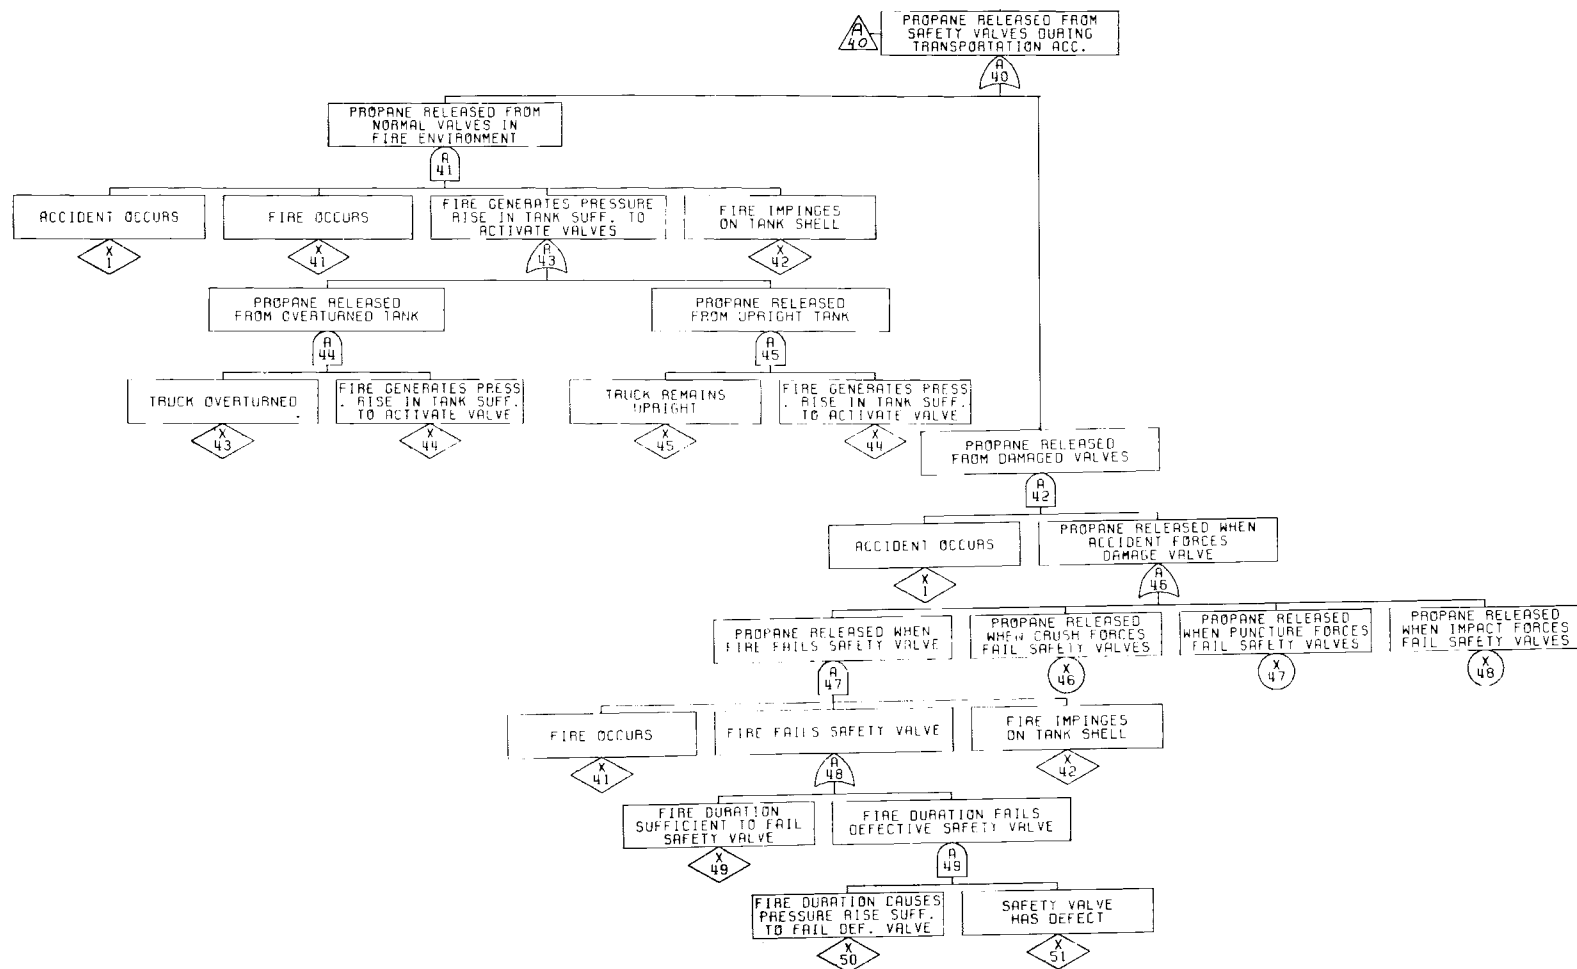 PROPANE RELEASED FROM
SAFETY VALVES DURING
TRANSPORTATION ACC.
A
40
A
40
PROPANE RELEASED FROM
NORMAL VALVES IN
FIRE ENVIRONMENT
A
41
ACCIDENT OCCURS
X
1
FIRE OCCURS
X
41
FIRE GENERATES PRESSURE
RISE IN TANK SUFF. TO
ACTIVATE VALVES
A
43
FIRE IMPINGES
ON TANK SHELL
X
42
PROPANE RELEASED
FROM OVERTURNED TANK
A
44
PROPANE RELEASED
FROM UPRIGHT TANK
A
45
TRUCK OVERTURNED
X
43
FIRE GENERATES PRESS
. RISE IN TANK SUFF.
TO ACTIVATE VALVE
X
44
TRUCK REMAINS
UPRIGHT
X
45
FIRE GENERATES PRESS
. RISE IN TANK SUFF.
TO ACTIVATE VALVE
X
44
PROPANE RELEASED
FROM DAMAGED VALVES
A
42
ACCIDENT OCCURS
X
1
PROPANE RELEASED WHEN
ACCIDENT FORCES
DAMAGE VALVE
A
46
PROPANE RELEASED WHEN
FIRE FAILS SAFETY VALVE
A
47
PROPANE RELEASED
WHEN CRUSH FORCES
FAIL SAFETY VALVES
X
46
PROPANE RELEASED
WHEN PUNCTURE FORCES
FAIL SAFETY VALVES
X
47
PROPANE RELEASED
WHEN IMPACT FORCES
FAIL SAFETY VALVES
X
48
FIRE OCCURS
X
41
FIRE FAILS SAFETY VALVE
A
48
FIRE IMPINGES
ON TANK SHELL
X
42
FIRE DURATION
SUFFICIENT TO FAIL
SAFETY VALVE
X
49
FIRE DURATION FAILS
DEFECTIVE SAFETY VALVE
A
49
FIRE DURATION CAUSES
PRESSURE RISE SUFF.
TO FAIL DEF. VALVE
X
50
SAFETY VALVE
HAS DEFECT
X
51